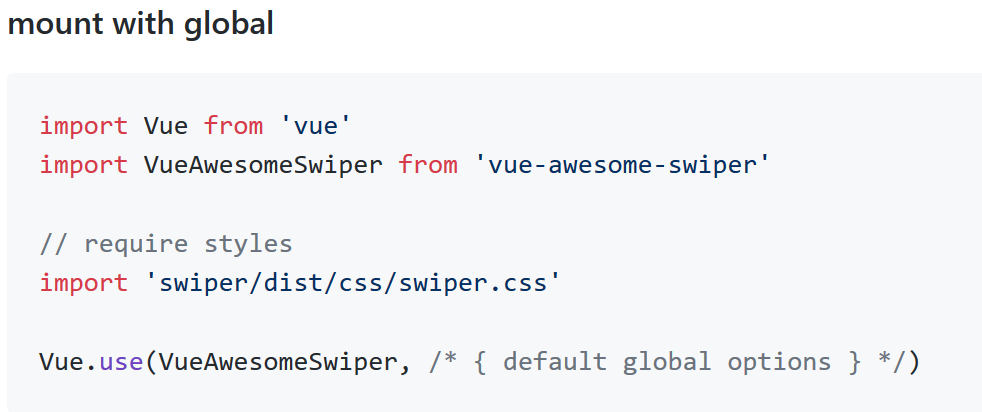 mount with global
import Vue from 'vue'
import VueAwesomeSwiper from 'vue-awesome-swiper'
// require styles
import 'swiper/dist/css/swiper.css'
Vue.use(VueAwesomeSwiper, /* { default global options } */)